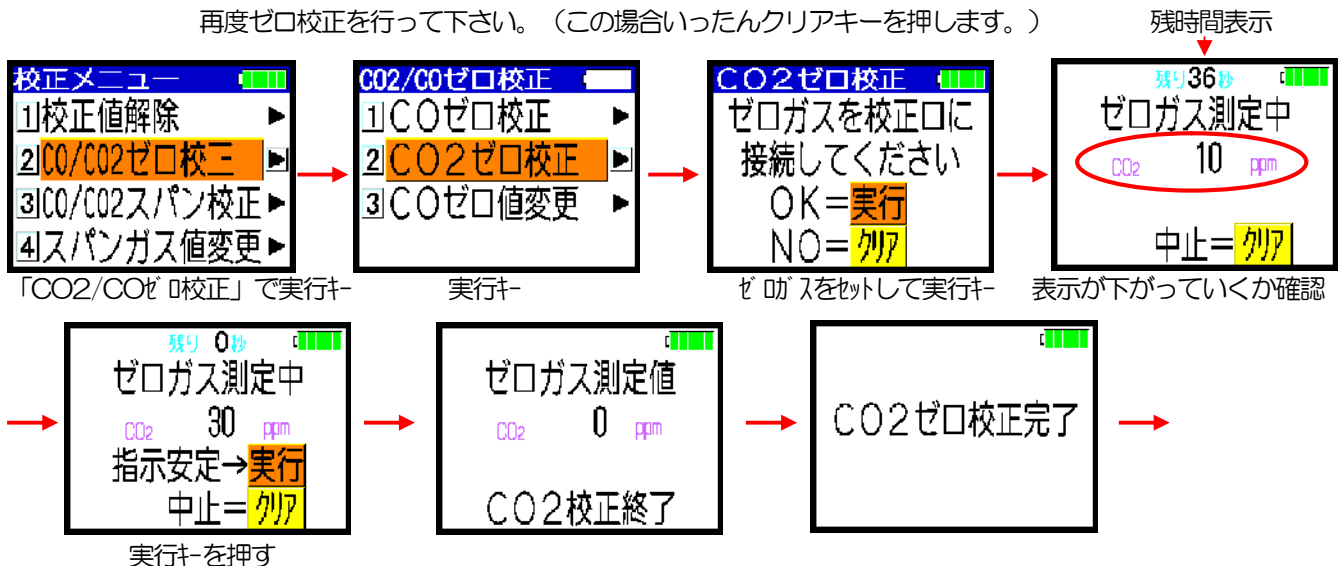 再度ゼロ校正を行って下さい。（この場合いったんクリアキーを押します。）
残時間表示
校正メニュー
1校正値解除
2CO/CO2ゼロ校三
3CO/CO2スパン校正
4スパンガス値変更
「CO2/COｾﾞﾛ校正」で実行ｷｰ
CO2/COゼロ校正
1COゼロ校正
2CO2ゼロ校正
3COゼロ値変更
実行ｷｰ
CO2ゼロ校正
ゼロガスを校正口に
接続してください
OK=実行
NO=クリア
ｾﾞﾛｶﾞｽをｾｯﾄして実行ｷｰ
残り36秒
ゼロガス測定中
CO2 10 ppm
中止=クリア
表示が下がっていくか確認
残り 0秒
ゼロガス測定中
CO2 30 ppm
指示安定→実行
中止=クリア
実行ｷｰを押す
ゼロガス測定値
CO2 0 ppm
CO2校正終了
CO2ゼロ校正完了